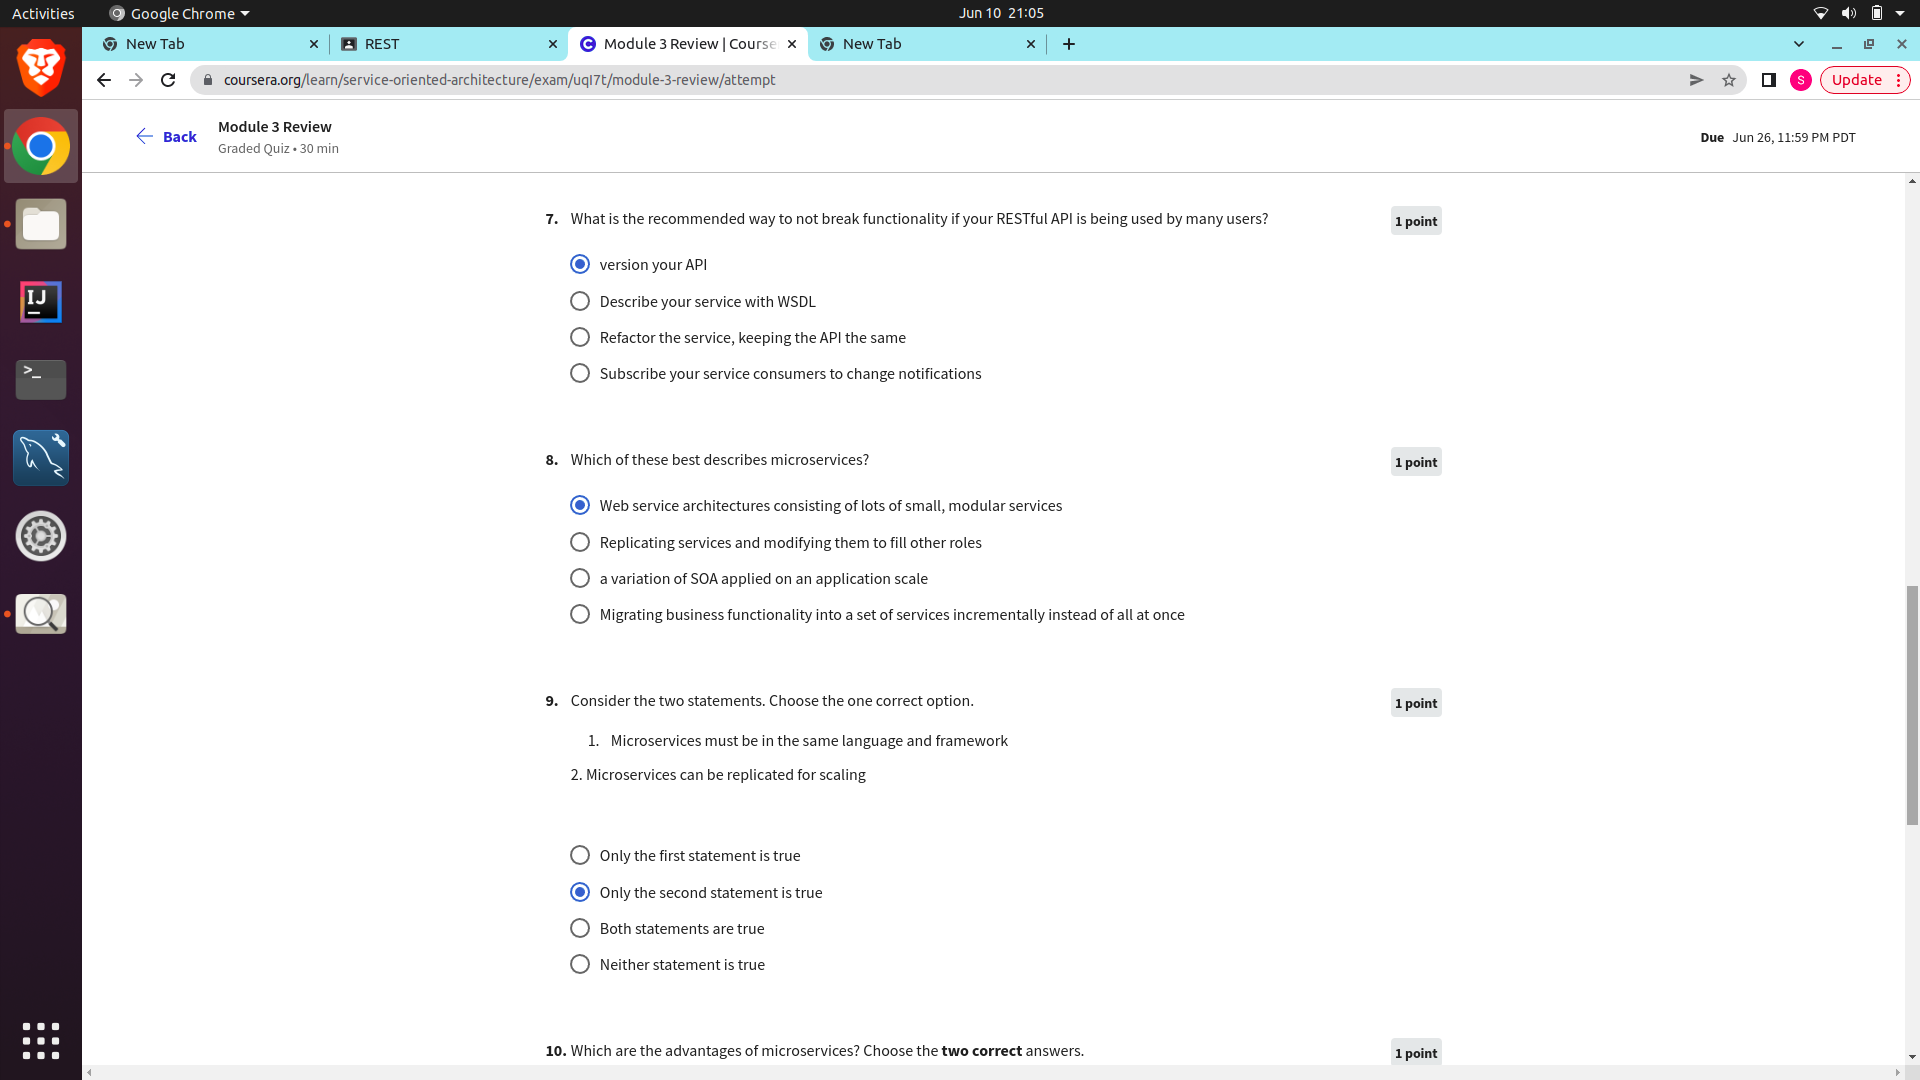 Activities Google Chrome Jun 10 21:05
New Tab REST Module 3 Review | Course New Tab
coursera.org/learn/service-oriented-architecture/exam/uqI7t/module-3-review/attempt S Update
Back Module 3 Review
Graded Quiz • 30 min
Due Jun 26, 11:59 PM PDT
7. What is the recommended way to not break functionality if your RESTful API is being used by many users? 1 point
version your API
Describe your service with WSDL
Refactor the service, keeping the API the same
Subscribe your service consumers to change notifications
8. Which of these best describes microservices? 1 point
Web service architectures consisting of lots of small, modular services
Replicating services and modifying them to fill other roles
a variation of SOA applied on an application scale
Migrating business functionality into a set of services incrementally instead of all at once
9. Consider the two statements. Choose the one correct option. 1 point
1. Microservices must be in the same language and framework
2. Microservices can be replicated for scaling
Only the first statement is true
Only the second statement is true
Both statements are true
Neither statement is true
10. Which are the advantages of microservices? Choose the two correct answers. 1 point
IJ
>_